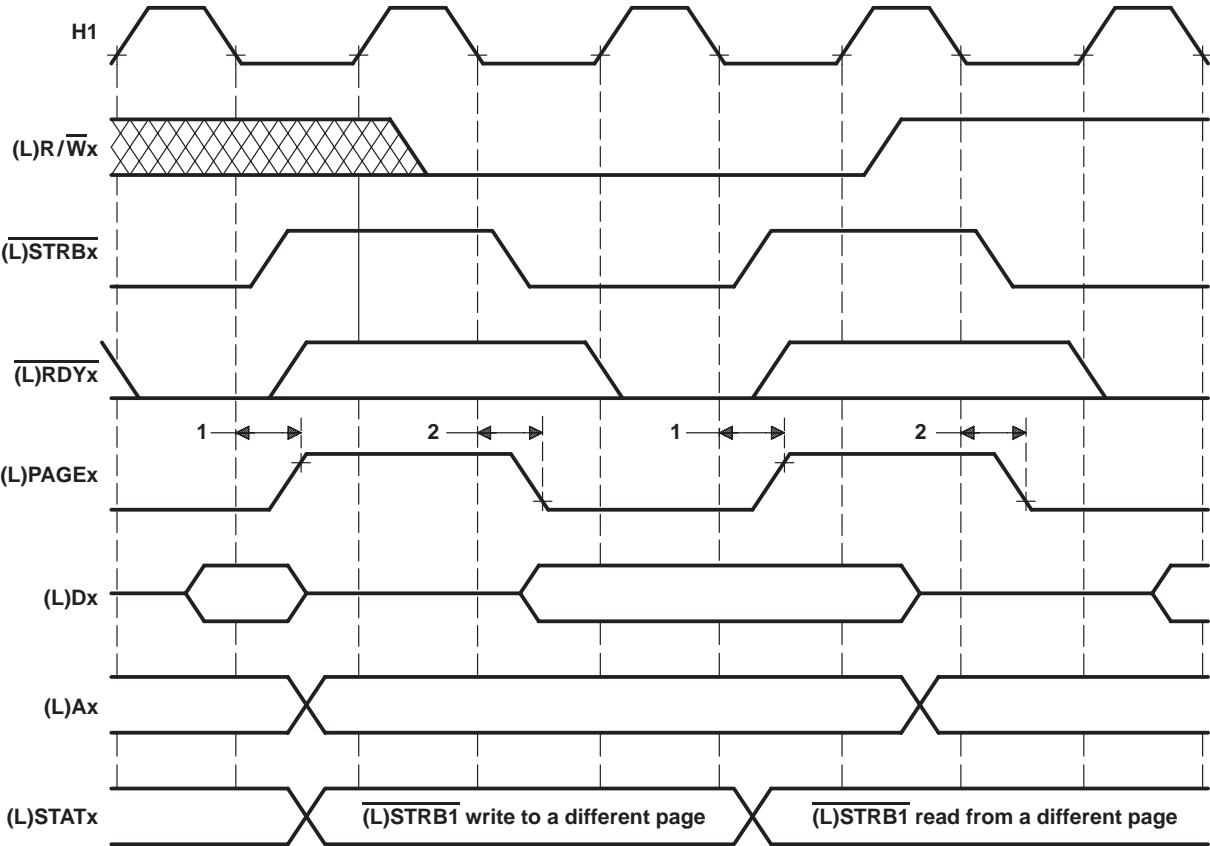 H1
(L)R/W̅x
(L)STRBx
(L)RDYx
1 2 1 2
(L)PAGEx
(L)Dx
(L)Ax
(L)STATx (L)STRB1 write to a different page (L)STRB1 read from a different page